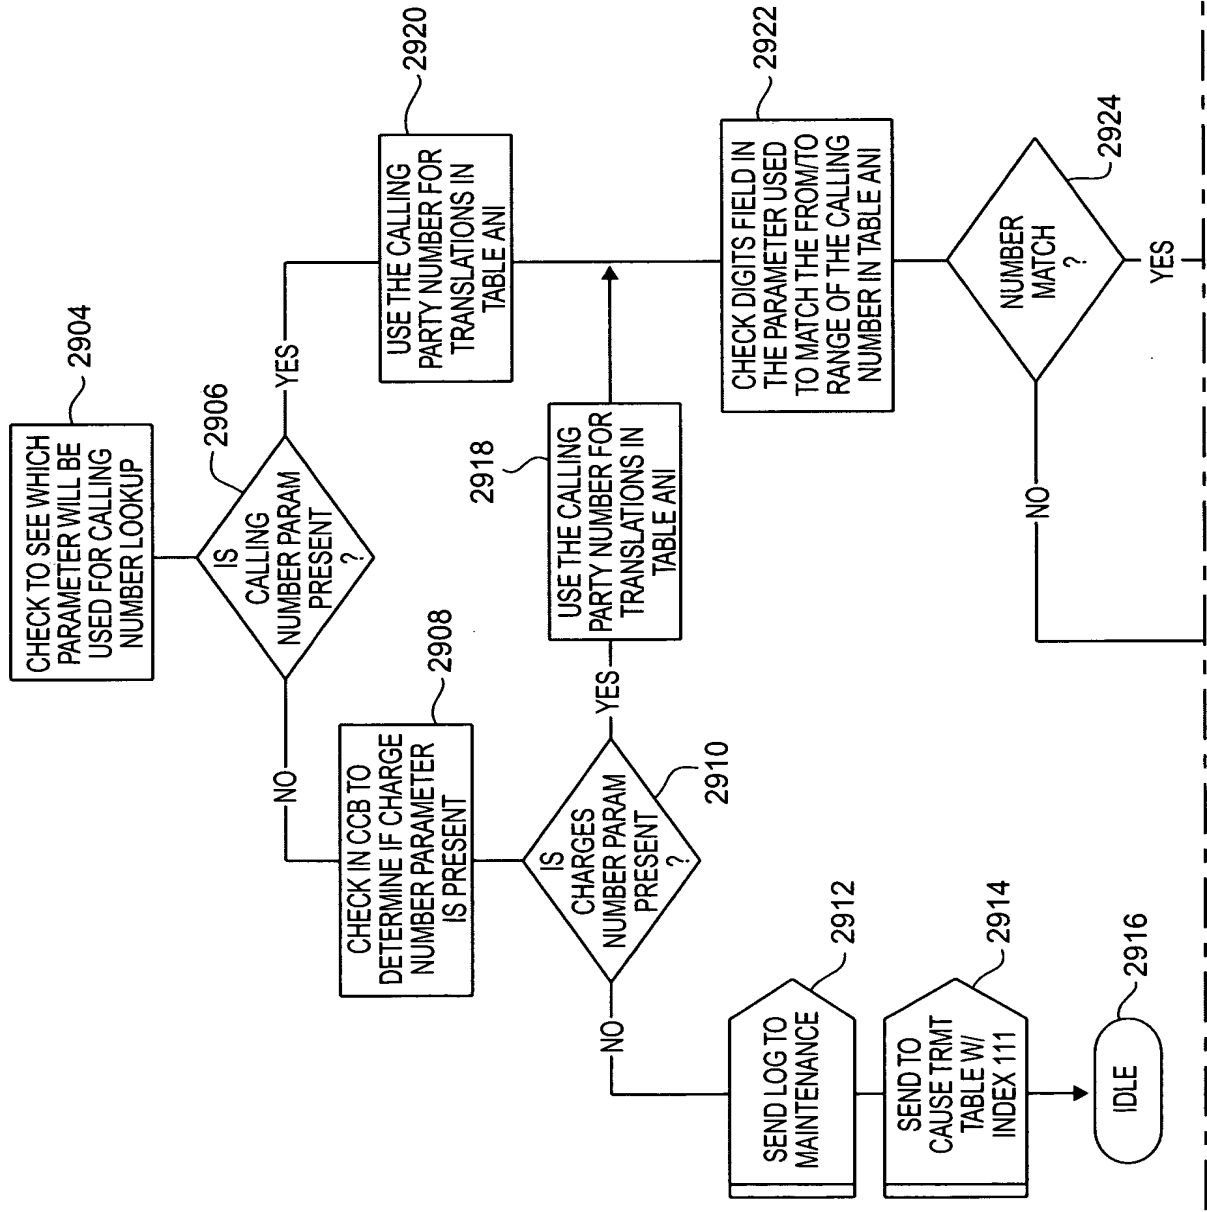 2904
CHECK TO SEE WHICH
PARAMETER WILL BE
USED FOR CALLING
NUMBER LOOKUP
2906
IS
CALLING
NUMBER PARAM
PRESENT
?
YES
NO
2920
USE THE CALLING
PARTY NUMBER FOR
TRANSLATIONS IN
TABLE ANI
2908
CHECK IN CCB TO
DETERMINE IF CHARGE
NUMBER PARAMETER
IS PRESENT
2910
IS
CHARGES
NUMBER PARAM
PRESENT
?
YES
NO
2918
USE THE CALLING
PARTY NUMBER FOR
TRANSLATIONS IN
TABLE ANI
2922
CHECK DIGITS FIELD IN
THE PARAMETER USED
TO MATCH THE FROM/TO
RANGE OF THE CALLING
NUMBER IN TABLE ANI
2924
NUMBER
MATCH
?
YES
NO
2912
SEND LOG TO
MAINTENANCE
2914
SEND TO
CAUSE TRMT
TABLE W/
INDEX 111
2916
IDLE